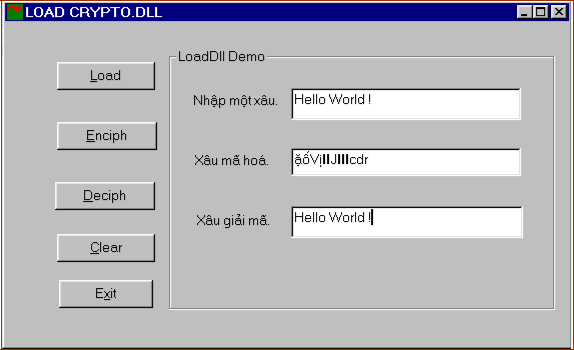 LOAD CRYPTO.DLL
Load
Enciph
Deciph
Clear
Exit
LoadDll Demo
Nhập một xâu.
Hello World !
Xâu mã hoá.
ặốVịǁJǁǀcdr
Xâu giải mã.
Hello World !